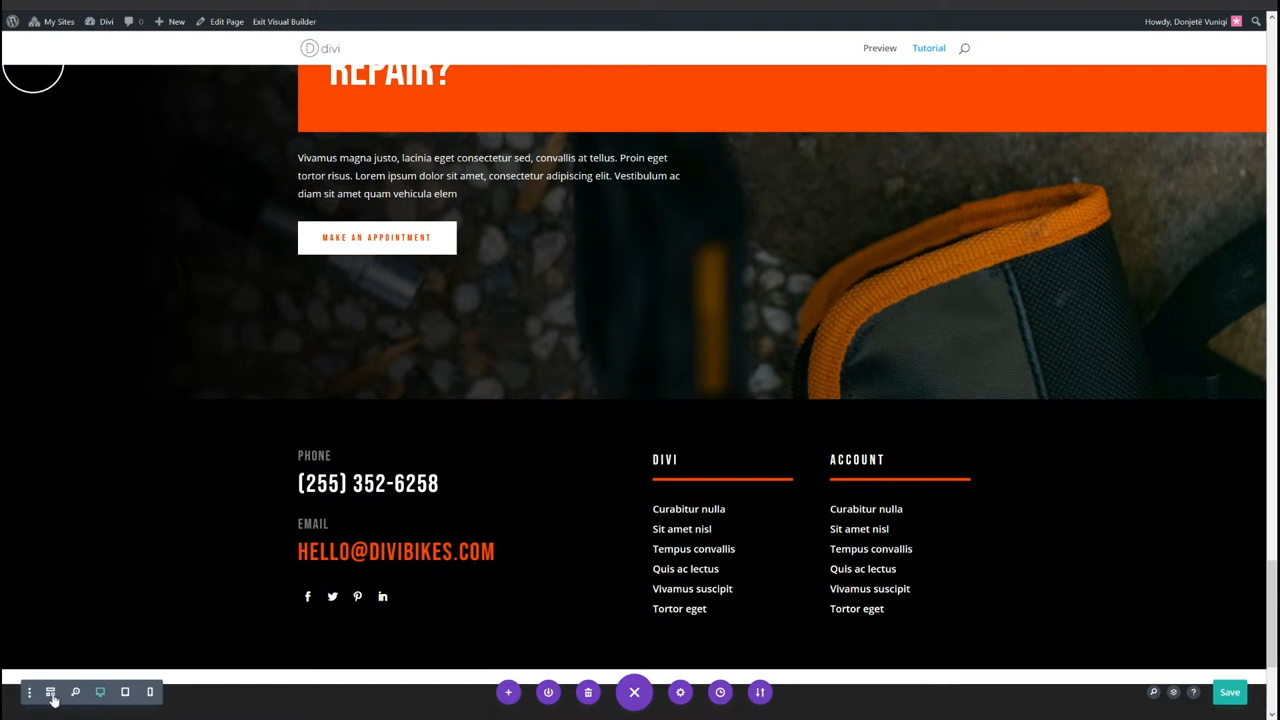 My Sites Divi 0 New Edit Page Exit Visual Builder Howdy, Donjetë Vuniqi
D divi Preview Tutorial
REPAIR?
Vivamus magna justo, lacinia eget consectetur sed, convallis at tellus. Proin eget
tortor risus. Lorem ipsum dolor sit amet, consectetur adipiscing elit. Vestibulum ac
diam sit amet quam vehicula elem
MAKE AN APPOINTMENT
PHONE
(255) 352-6258
EMAIL
HELLO@DIVIBIKES.COM
DIVI
Curabitur nulla
Sit amet nisl
Tempus convallis
Quis ac lectus
Vivamus suscipit
Tortor eget
ACCOUNT
Curabitur nulla
Sit amet nisl
Tempus convallis
Quis ac lectus
Vivamus suscipit
Tortor eget
Save